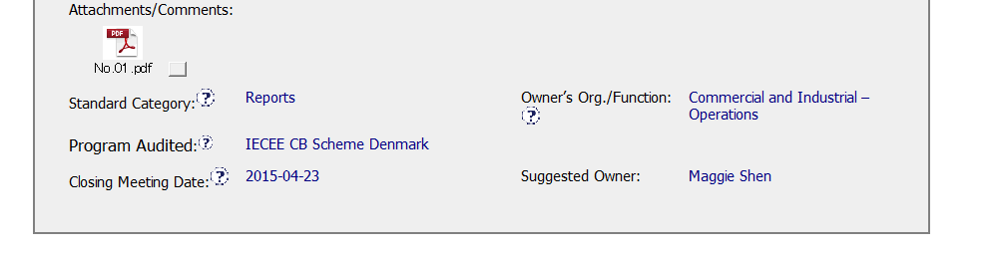 Attachments/Comments:
PDF
No.01.pdf
Standard Category: ? Reports
Owner's Org./Function: ? Commercial and Industrial –
Operations
Program Audited: ? IECEE CB Scheme Denmark
Closing Meeting Date: ? 2015-04-23
Suggested Owner: Maggie Shen